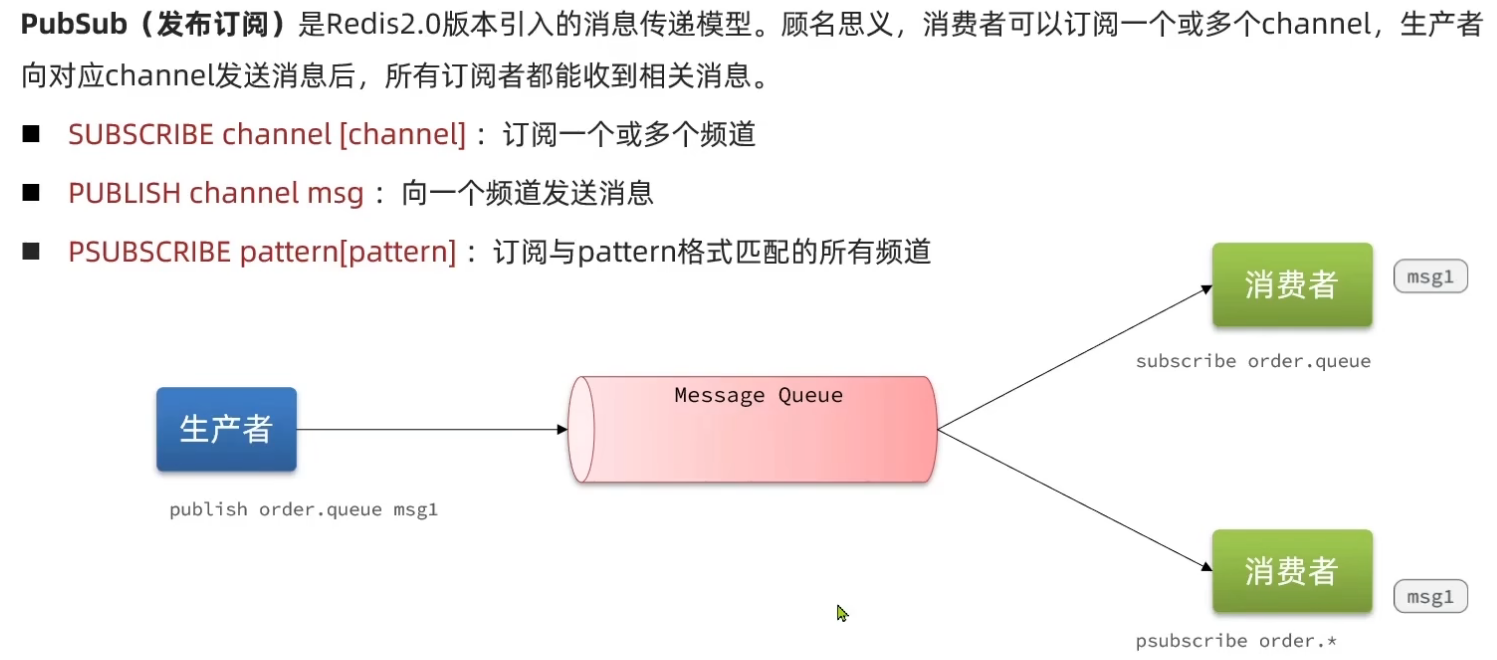 PubSub（发布订阅）是Redis2.0版本引入的消息传递模型。顾名思义，消费者可以订阅一个或多个channel，生产者
向对应channel发送消息后，所有订阅者都能收到相关消息。
SUBSCRIBE channel [channel] ：订阅一个或多个频道
PUBLISH channel msg ：向一个频道发送消息
PSUBSCRIBE pattern[pattern] ：订阅与pattern格式匹配的所有频道
消费者
msg1
subscribe order.queue
Message Queue
生产者
publish order.queue msg1
消费者
msg1
psubscribe order.*